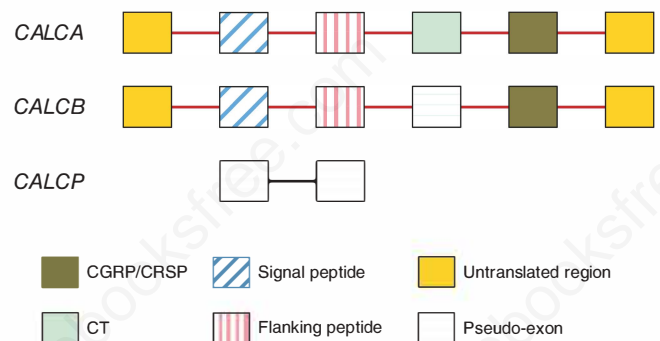 CALCA
CALCB
CALCP
CGRP/CRSP Signal peptide Untranslated region
CT Flanking peptide Pseudo-exon